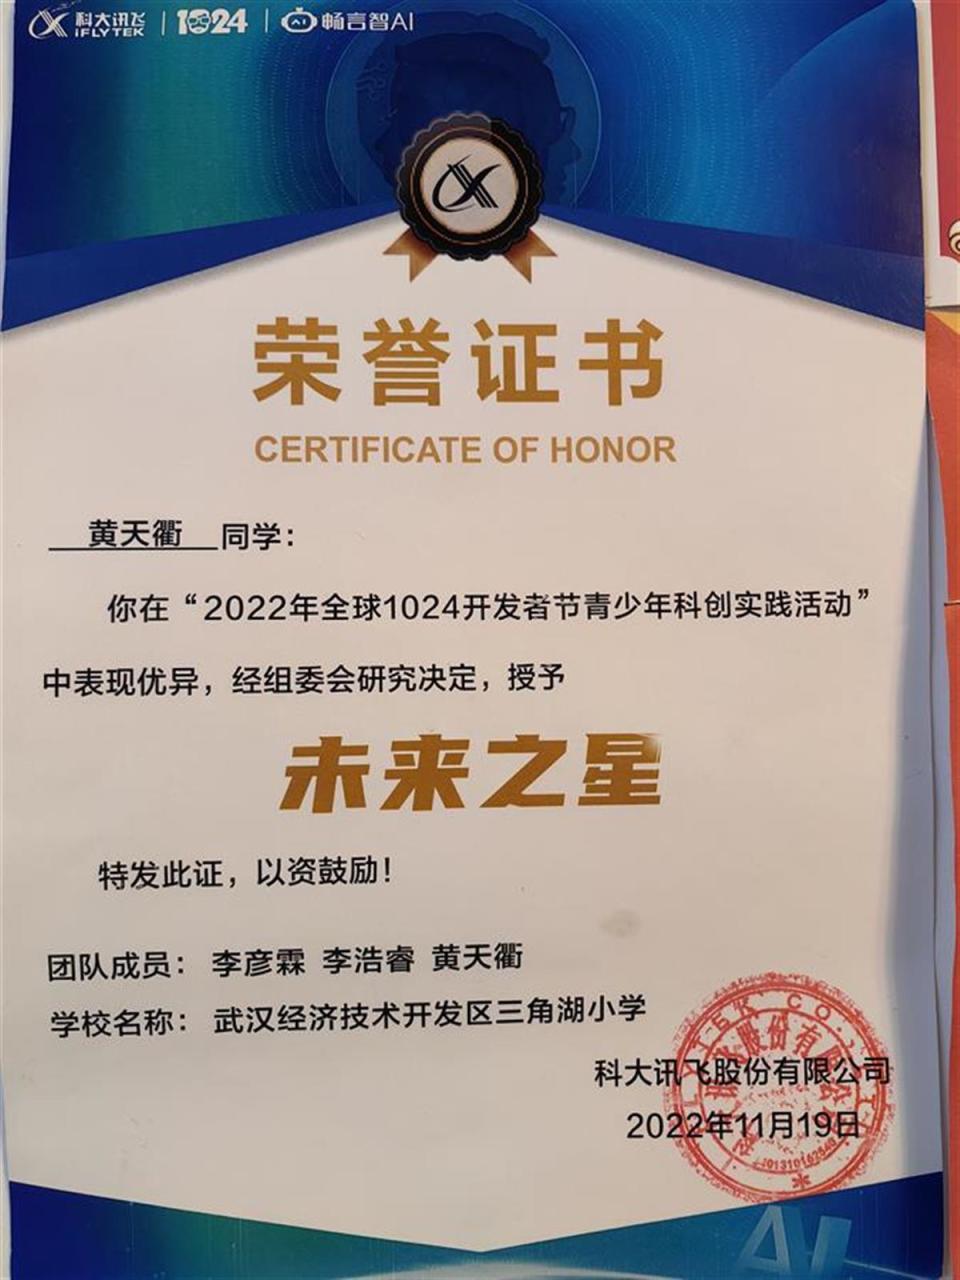 科大讯飞 iFLYTEK | 1024 | 畅言智AI
荣誉证书
CERTIFICATE OF HONOR
黄天衢 同学：
你在“2022年全球1024开发者节青少年科创实践活动”
中表现优异，经组委会研究决定，授予
未来之星
特发此证，以资鼓励！
团队成员： 李彦霖 李浩睿 黄天衢
学校名称： 武汉经济技术开发区三角湖小学
科大讯飞股份有限公司
2022年11月19日
AI